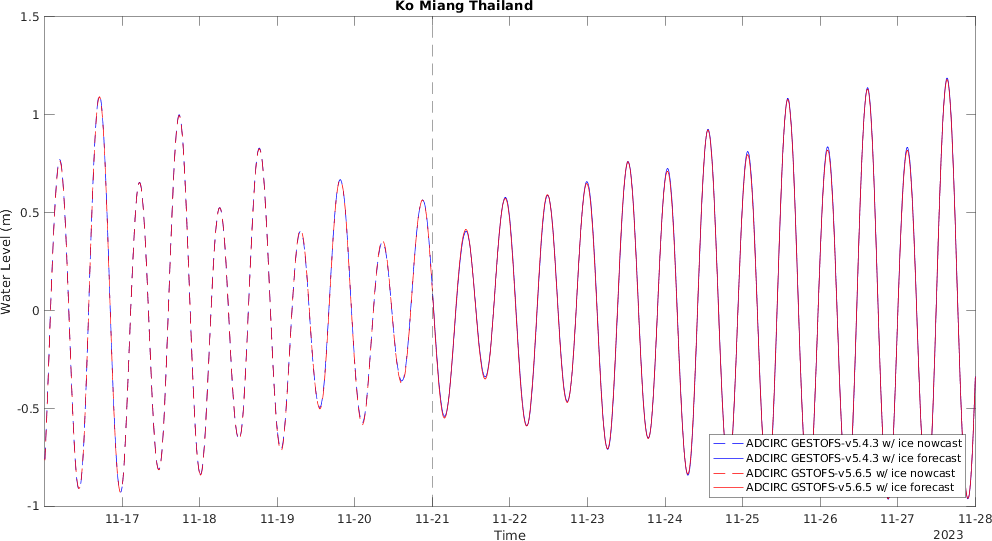 Ko Miang Thailand
1.5
1
0.5
0
-0.5
-1
Water Level (m)
ADCIRC GESTOFS-v5.4.3 w/ ice nowcast
ADCIRC GESTOFS-v5.4.3 w/ ice forecast
ADCIRC GSTOFS-v5.6.5 w/ ice nowcast
ADCIRC GSTOFS-v5.6.5 w/ ice forecast
11-17 11-18 11-19 11-20 11-21 11-22 11-23 11-24 11-25 11-26 11-27 11-28
Time
2023